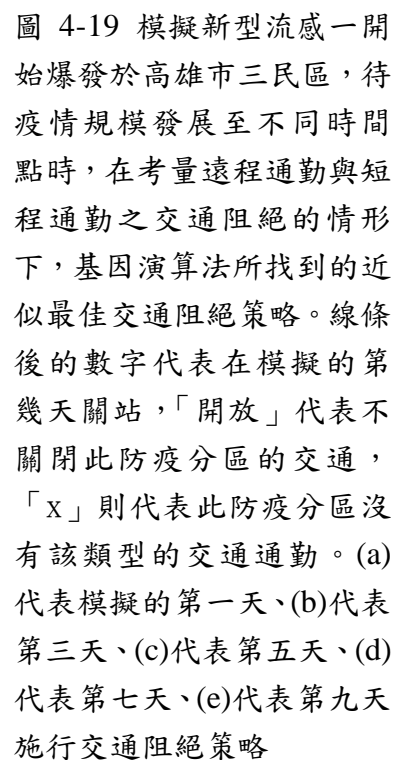 圖 4-19 模擬新型流感一開
始爆發於高雄市三民區，待
疫情規模發展至不同時間
點時，在考量遠程通勤與短
程通勤之交通阻絕的情形
下，基因演算法所找到的近
似最佳交通阻絕策略。線條
後的數字代表在模擬的第
幾天關站，「開放」代表不
關閉此防疫分區的交通，
「x」則代表此防疫分區沒
有該類型的交通通勤。(a)
代表模擬的第一天、(b)代表
第三天、(c)代表第五天、(d)
代表第七天、(e)代表第九天
施行交通阻絕策略